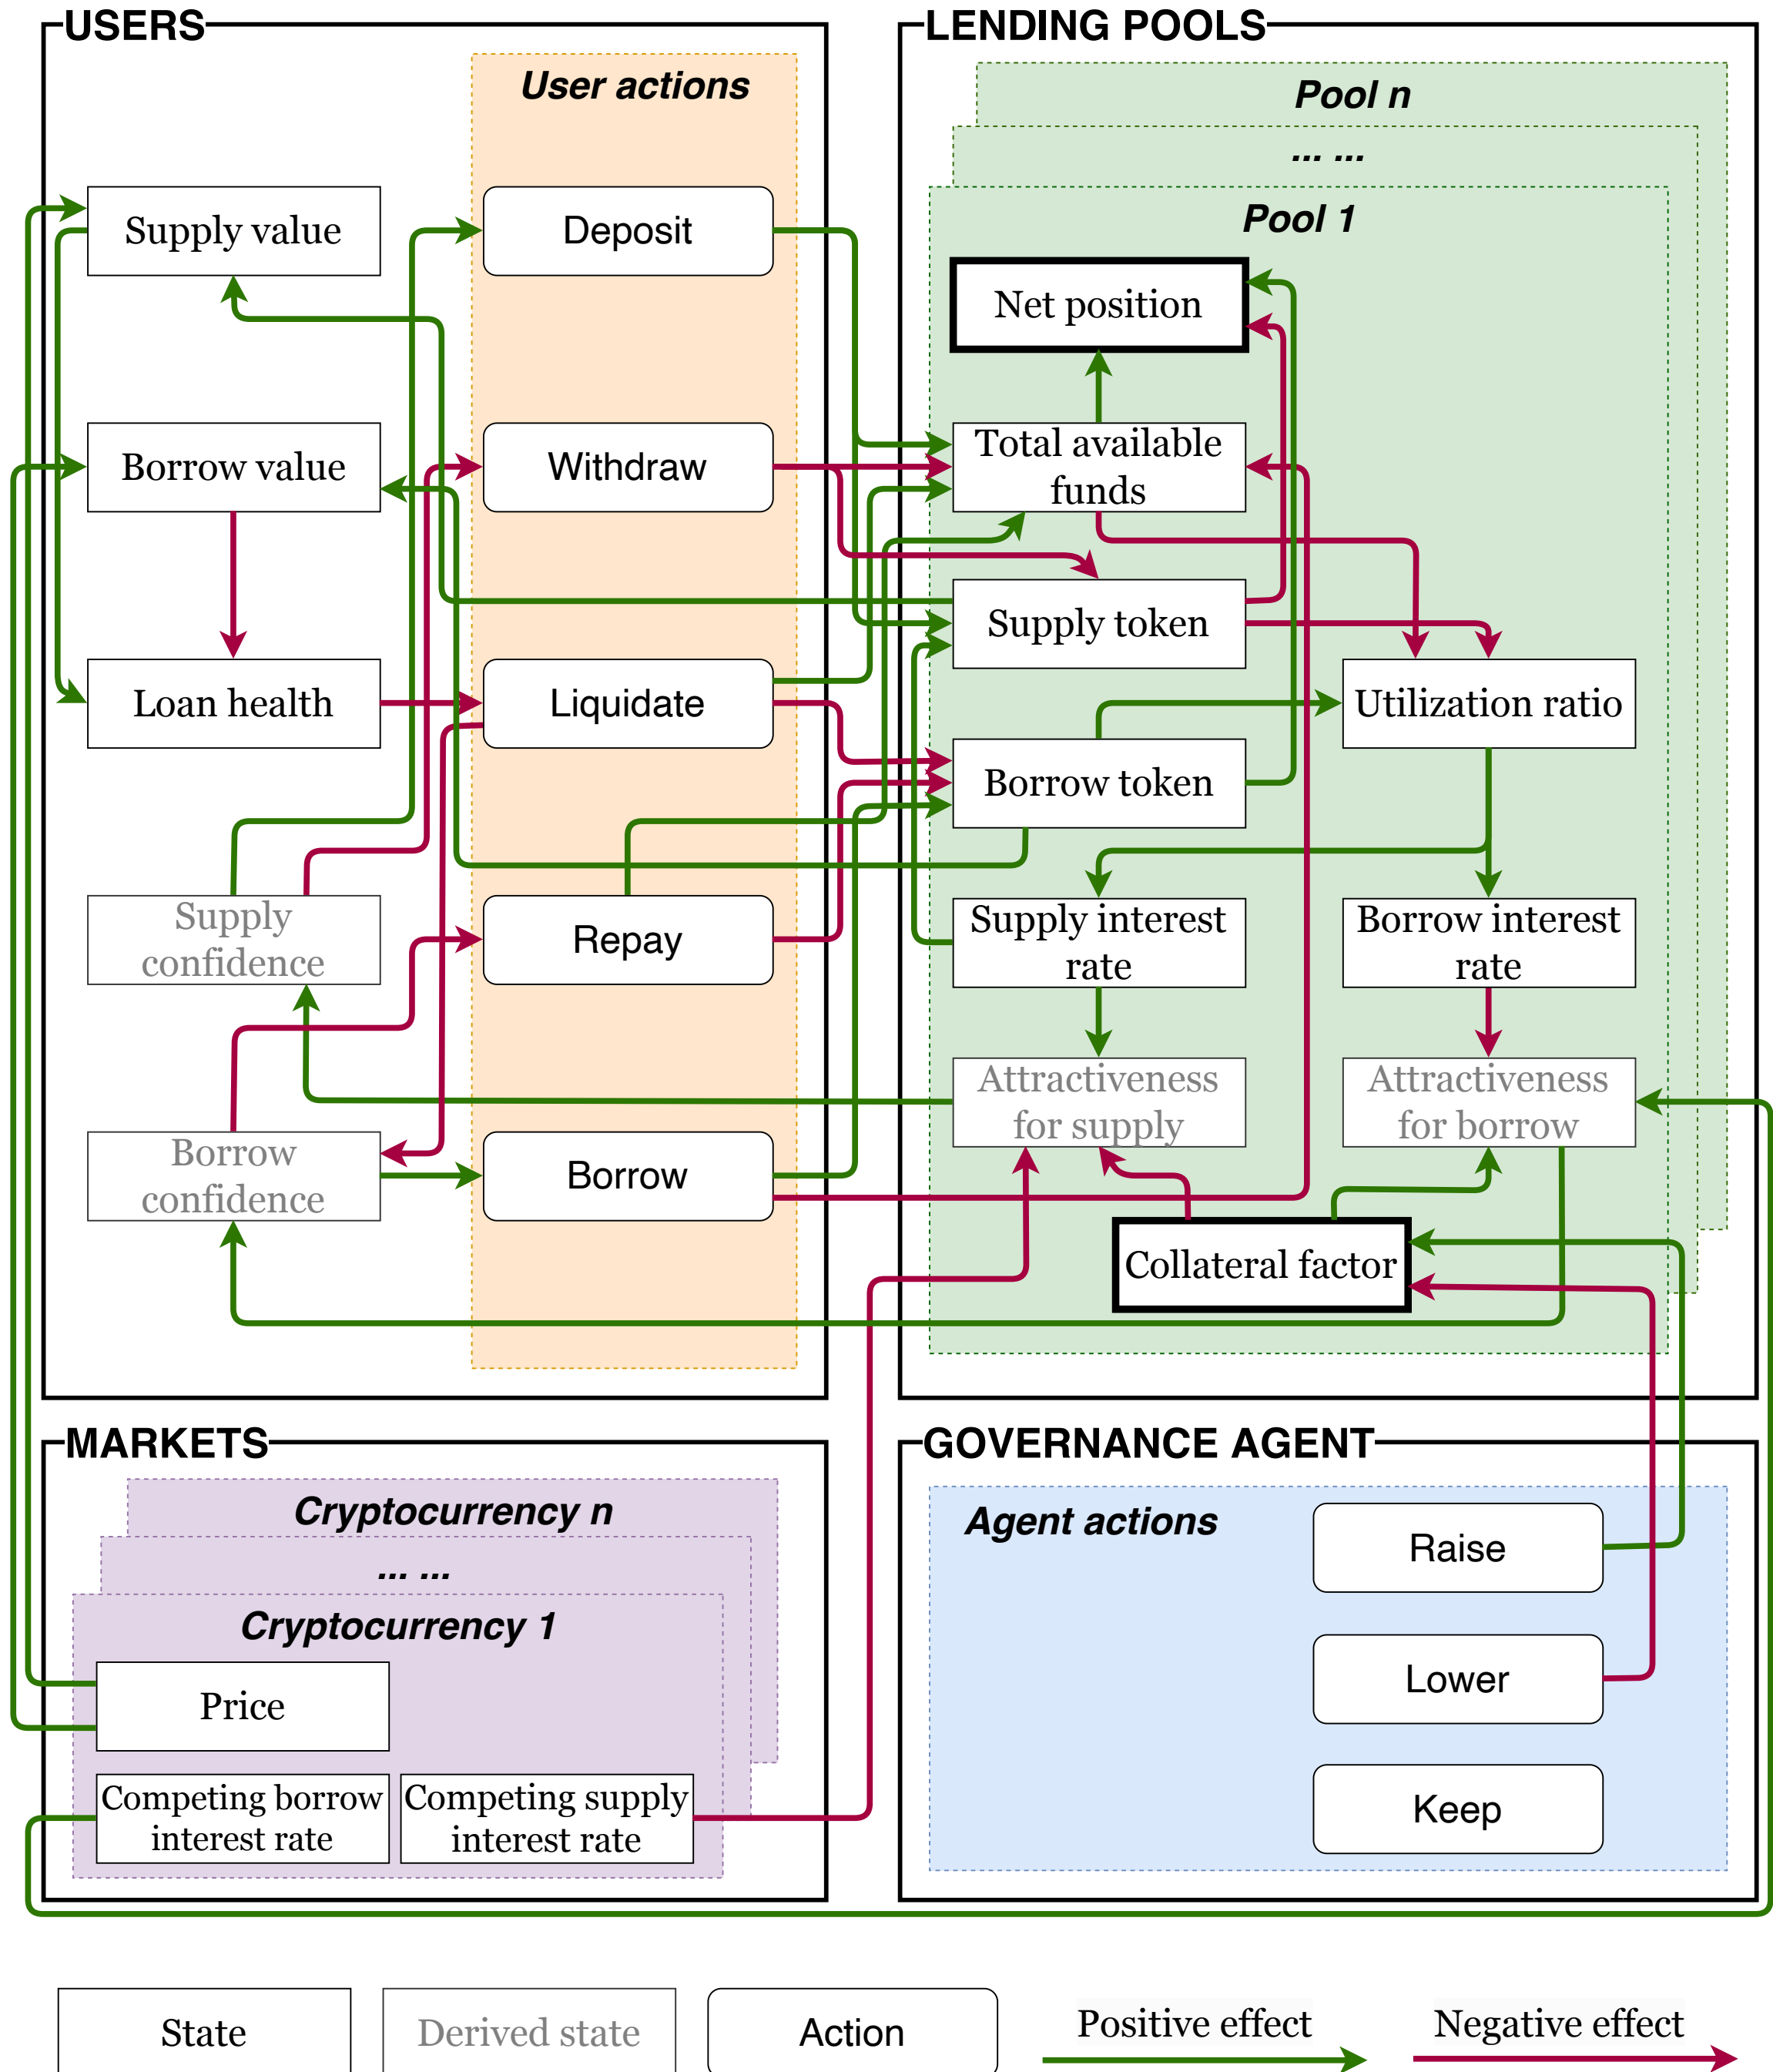 USERS
User actions
Supply value
Deposit
Borrow value
Withdraw
Loan health
Liquidate
Supply
confidence
Repay
Borrow
confidence
Borrow
LENDING POOLS
Pool n
... ...
Pool 1
Net position
Total available
funds
Supply token
Utilization ratio
Borrow token
Supply interest
rate
Borrow interest
rate
Attractiveness
for supply
Attractiveness
for borrow
Collateral factor
MARKETS
Cryptocurrency n
... ...
Cryptocurrency 1
Price
Competing borrow
interest rate
Competing supply
interest rate
GOVERNANCE AGENT
Agent actions
Raise
Lower
Keep
State
Derived state
Action
Positive effect
Negative effect